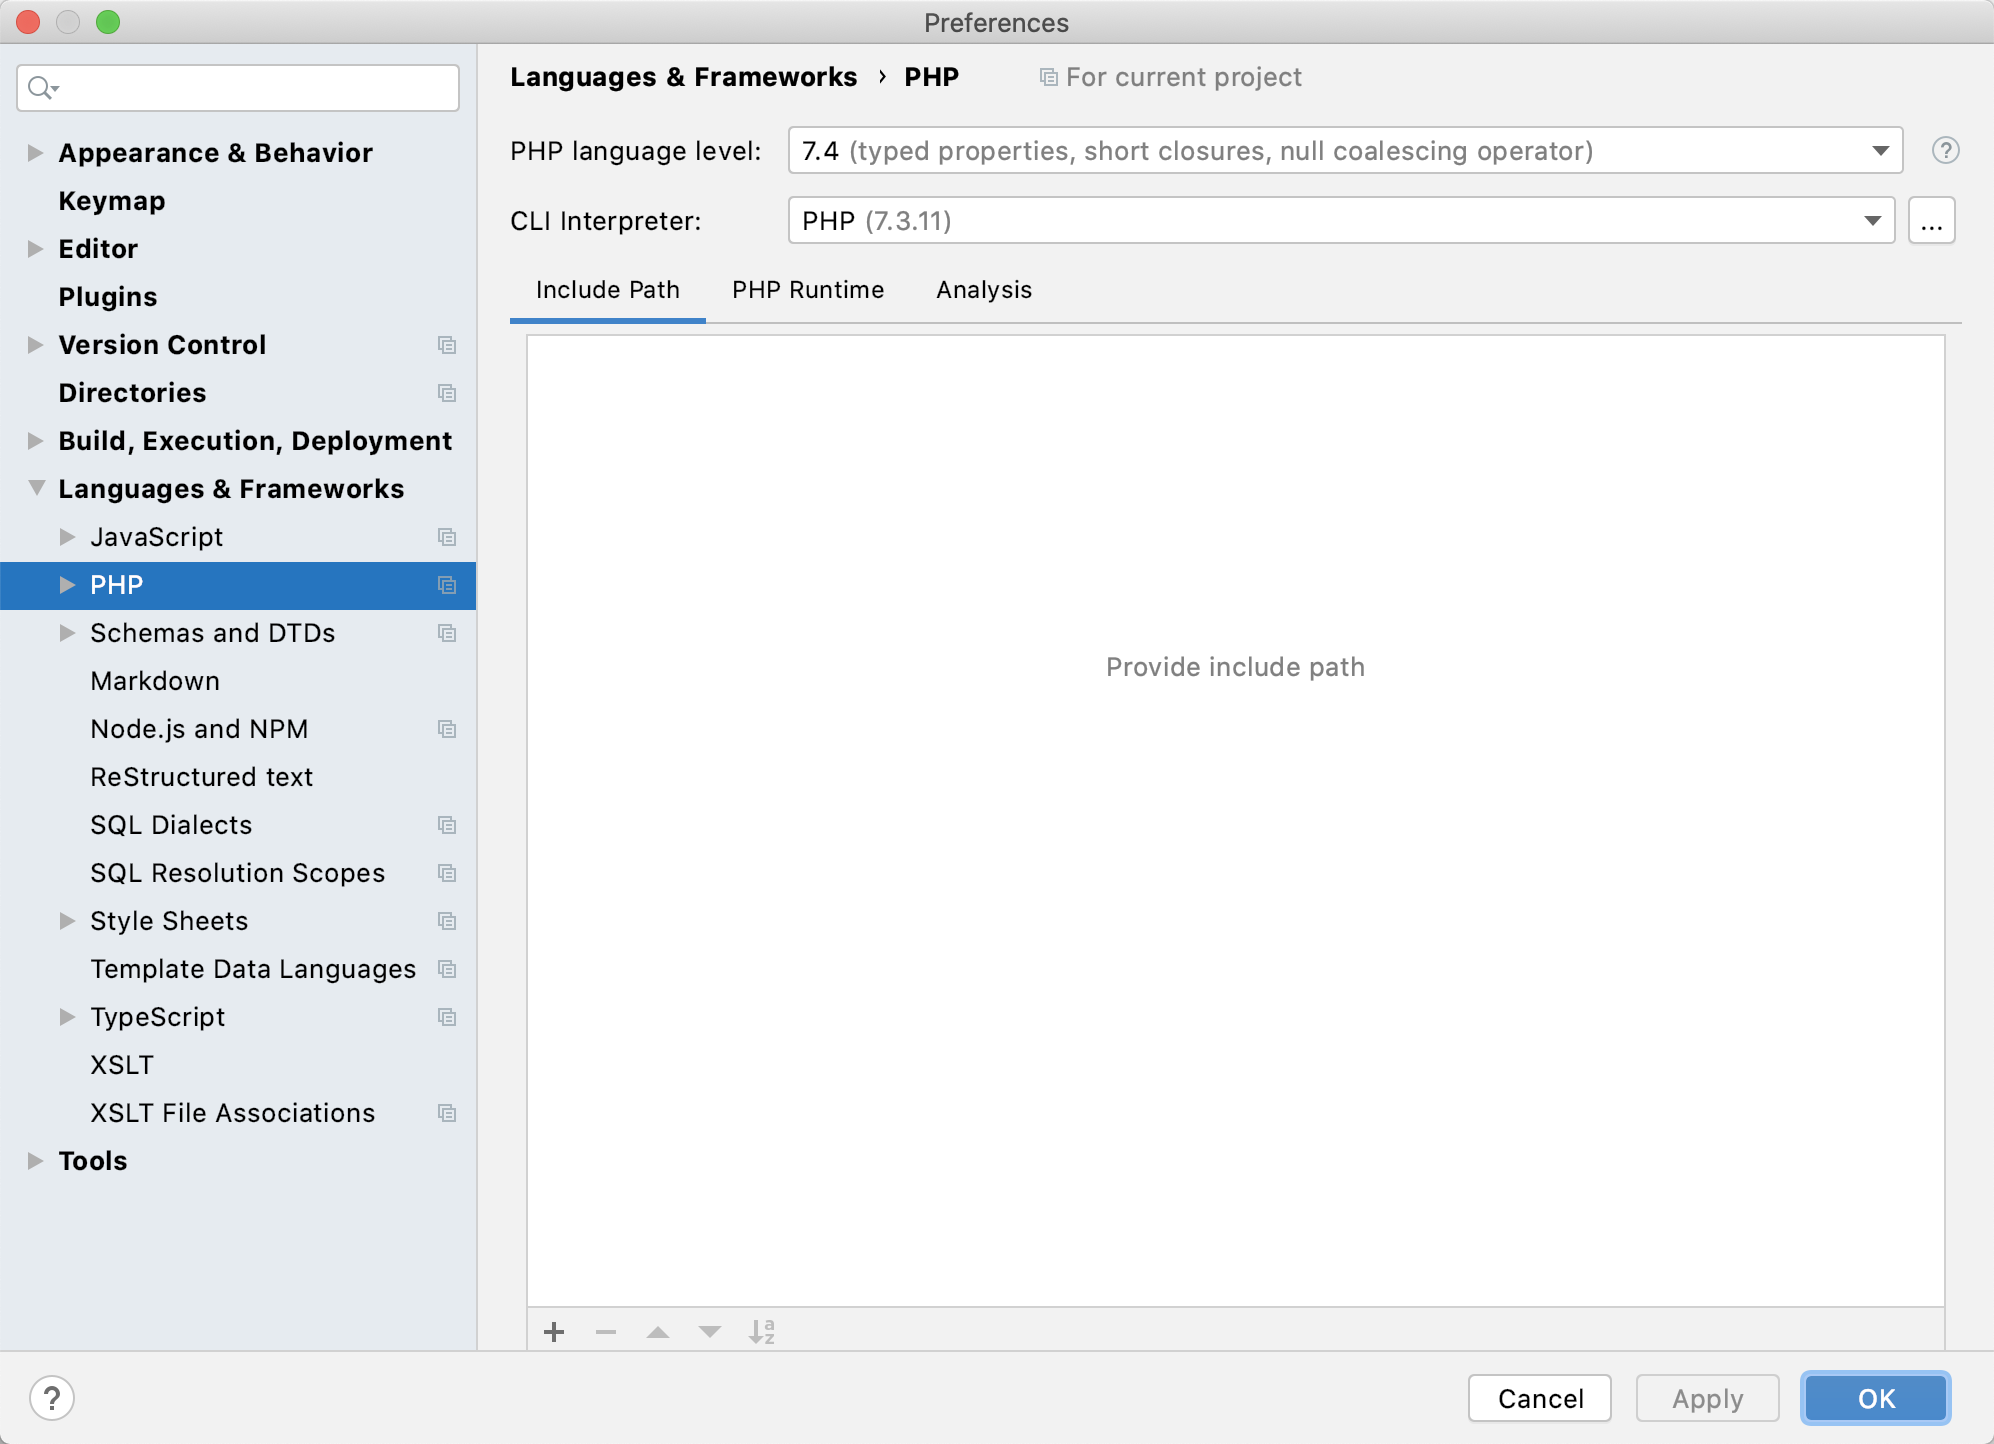 Preferences
Appearance & Behavior
Keymap
Editor
Plugins
Version Control
Directories
Build, Execution, Deployment
Languages & Frameworks
JavaScript
PHP
Schemas and DTDs
Markdown
Node.js and NPM
ReStructured text
SQL Dialects
SQL Resolution Scopes
Style Sheets
Template Data Languages
TypeScript
XSLT
XSLT File Associations
Tools
Languages & Frameworks › PHP For current project
PHP language level: 7.4 (typed properties, short closures, null coalescing operator) ?
CLI Interpreter: PHP (7.3.11) ...
Include Path PHP Runtime Analysis
Provide include path
a z
? Cancel Apply OK